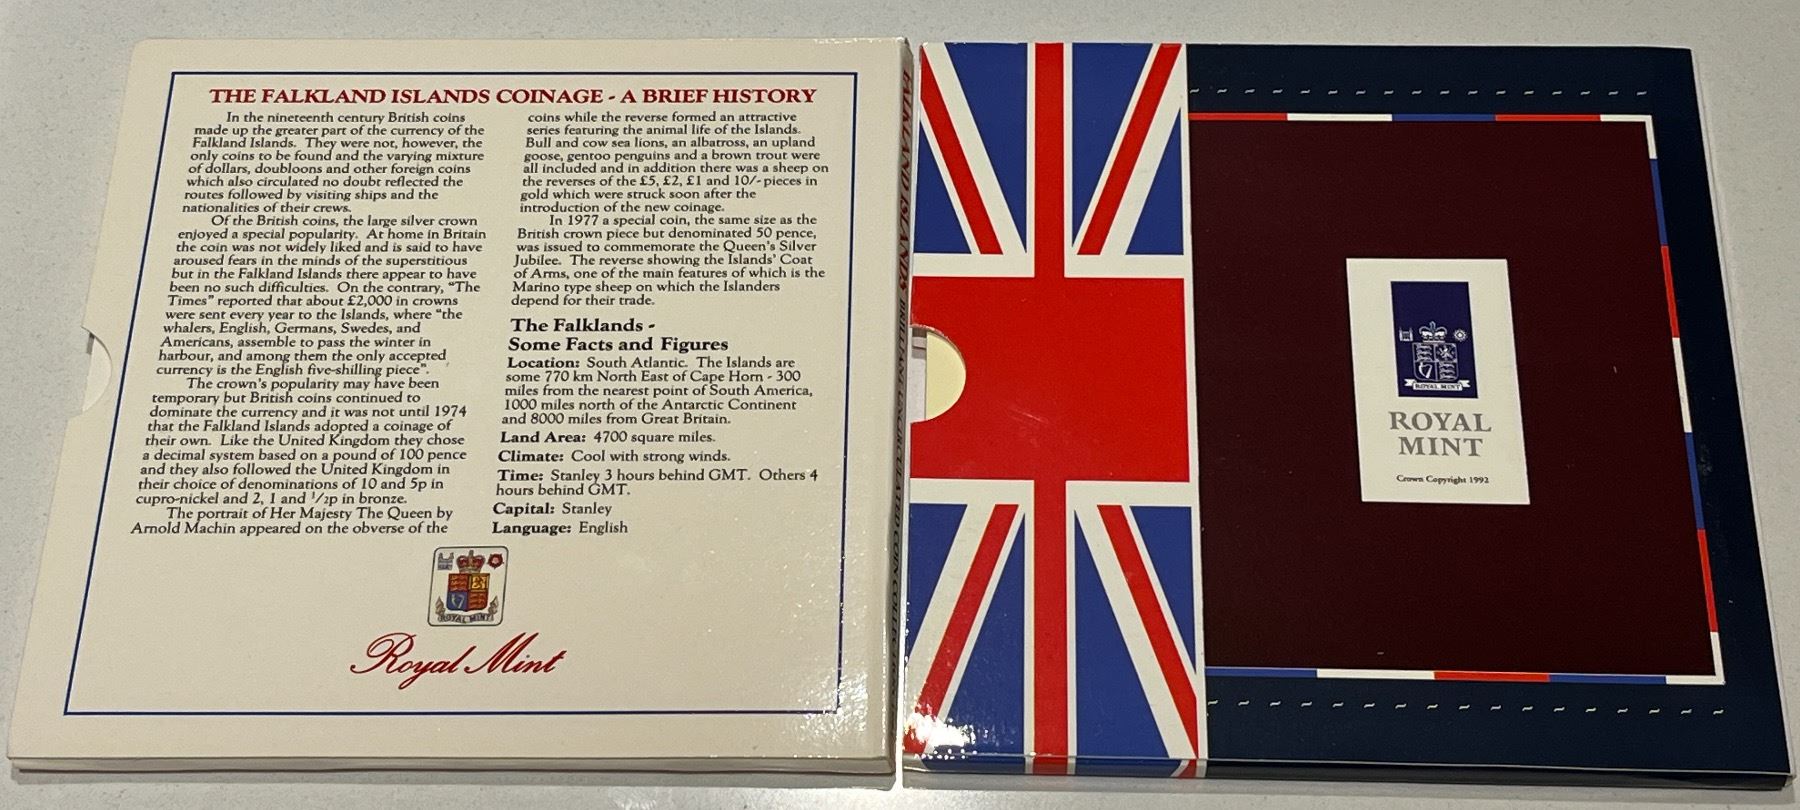 THE FALKLAND ISLANDS COINAGE - A BRIEF HISTORY
In the nineteenth century British coins
made up the greater part of the currency of the
Falkland Islands. They were not, however, the
only coins to be found and the varying mixture
of dollars, doubloons and other foreign coins
which also circulated no doubt reflected the
routes followed by visiting ships and the
nationalities of their crews.
Of the British coins, the large silver crown
enjoyed a special popularity. At home in Britain
the coin was not widely liked and is said to have
aroused fears in the minds of the superstitious
but in the Falkland Islands there appear to have
been no such difficulties. On the contrary, "The
Times" reported that about £2,000 in crowns
were sent every year to the Islands, where "the
whalers, English, Germans, Swedes, and
Americans, assemble to pass the winter in
harbour, and among them the only accepted
currency is the English five-shilling piece".
The crown's popularity may have been
temporary but British coins continued to
dominate the currency and it was not until 1974
that the Falkland Islands adopted a coinage of
their own. Like the United Kingdom they chose
a decimal system based on a pound of 100 pence
and they also followed the United Kingdom in
their choice of denominations of 10 and 5p in
cupro-nickel and 2, 1 and 1/2p in bronze.
The portrait of Her Majesty The Queen by
Arnold Machin appeared on the obverse of the
coins while the reverse formed an attractive
series featuring the animal life of the Islands.
Bull and cow sea lions, an albatross, an upland
goose, gentoo penguins and a brown trout were
all included and in addition there was a sheep on
the reverses of the £5, £2, £1 and 10/- pieces in
gold which were struck soon after the
introduction of the new coinage.
In 1977 a special coin, the same size as the
British crown piece but denominated 50 pence,
was issued to commemorate the Queen's Silver
Jubilee. The reverse showing the Islands' Coat
of Arms, one of the main features of which is the
Marino type sheep on which the Islanders
depend for their trade.
The Falklands -
Some Facts and Figures
Location: South Atlantic. The Islands are
some 770 km North East of Cape Horn - 300
miles from the nearest point of South America,
1000 miles north of the Antarctic Continent
and 8000 miles from Great Britain.
Land Area: 4700 square miles.
Climate: Cool with strong winds.
Time: Stanley 3 hours behind GMT. Others 4
hours behind GMT.
Capital: Stanley
Language: English
ROYAL MINT
Royal Mint
FALKLAND ISLANDS BRILLIANT UNCIRCULATED COIN COLLECTION
ROYAL MINT
ROYAL
MINT
Crown Copyright 1992